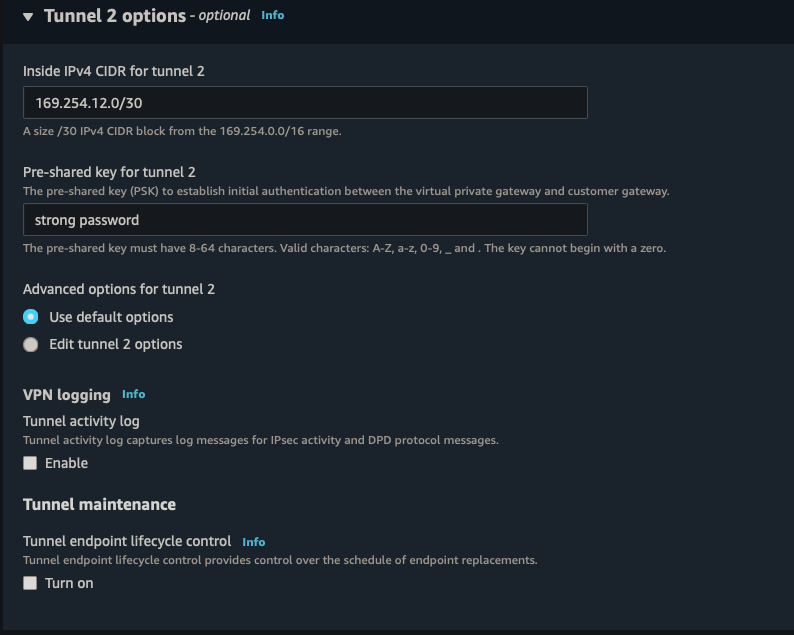 Tunnel 2 options - optional Info
Inside IPv4 CIDR for tunnel 2
169.254.12.0/30
A size /30 IPv4 CIDR block from the 169.254.0.0/16 range.
Pre-shared key for tunnel 2
The pre-shared key (PSK) to establish initial authentication between the virtual private gateway and customer gateway.
strong password
The pre-shared key must have 8-64 characters. Valid characters: A-Z, a-z, 0-9, _ and . The key cannot begin with a zero.
Advanced options for tunnel 2
Use default options
Edit tunnel 2 options
VPN logging Info
Tunnel activity log
Tunnel activity log captures log messages for IPsec activity and DPD protocol messages.
Enable
Tunnel maintenance
Tunnel endpoint lifecycle control Info
Tunnel endpoint lifecycle control provides control over the schedule of endpoint replacements.
Turn on